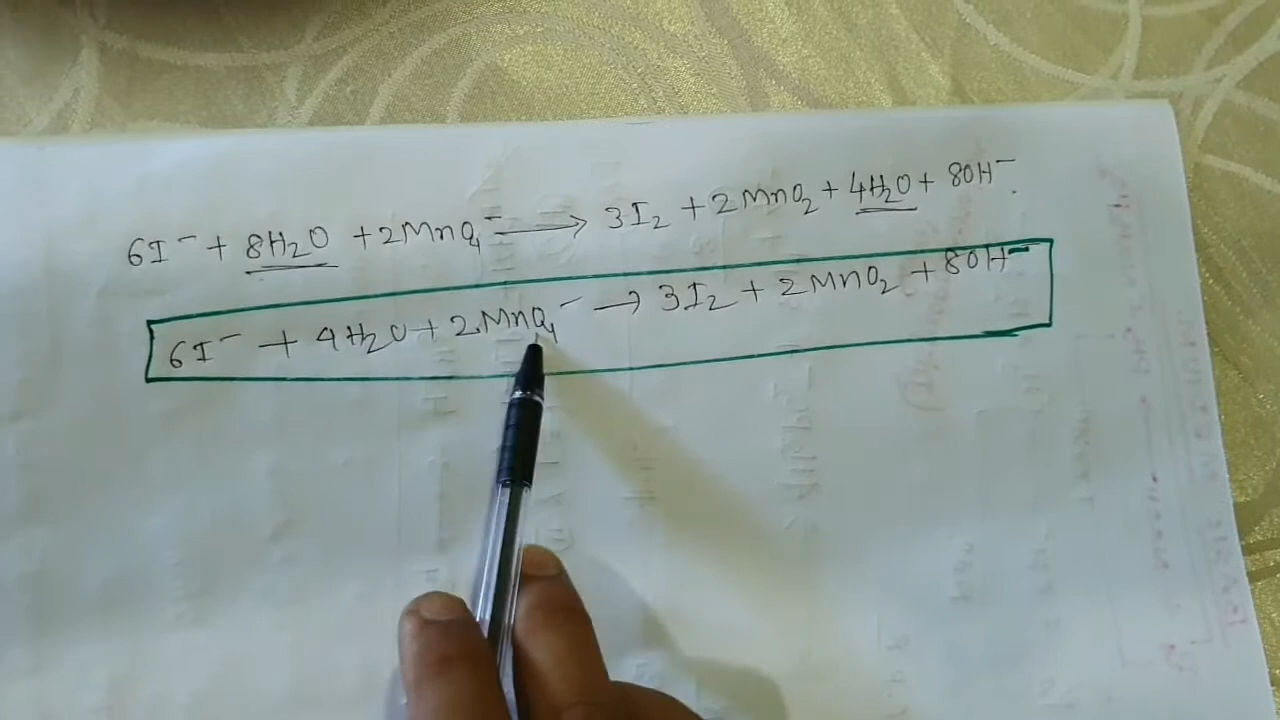 6I⁻ + 8H₂O + 2MnO₄⁻ ⟶ 3I₂ + 2MnO₂ + 4H₂O + 8OH⁻.
6I⁻ + 4H₂O + 2MnO₄⁻ → 3I₂ + 2MnO₂ + 8OH⁻